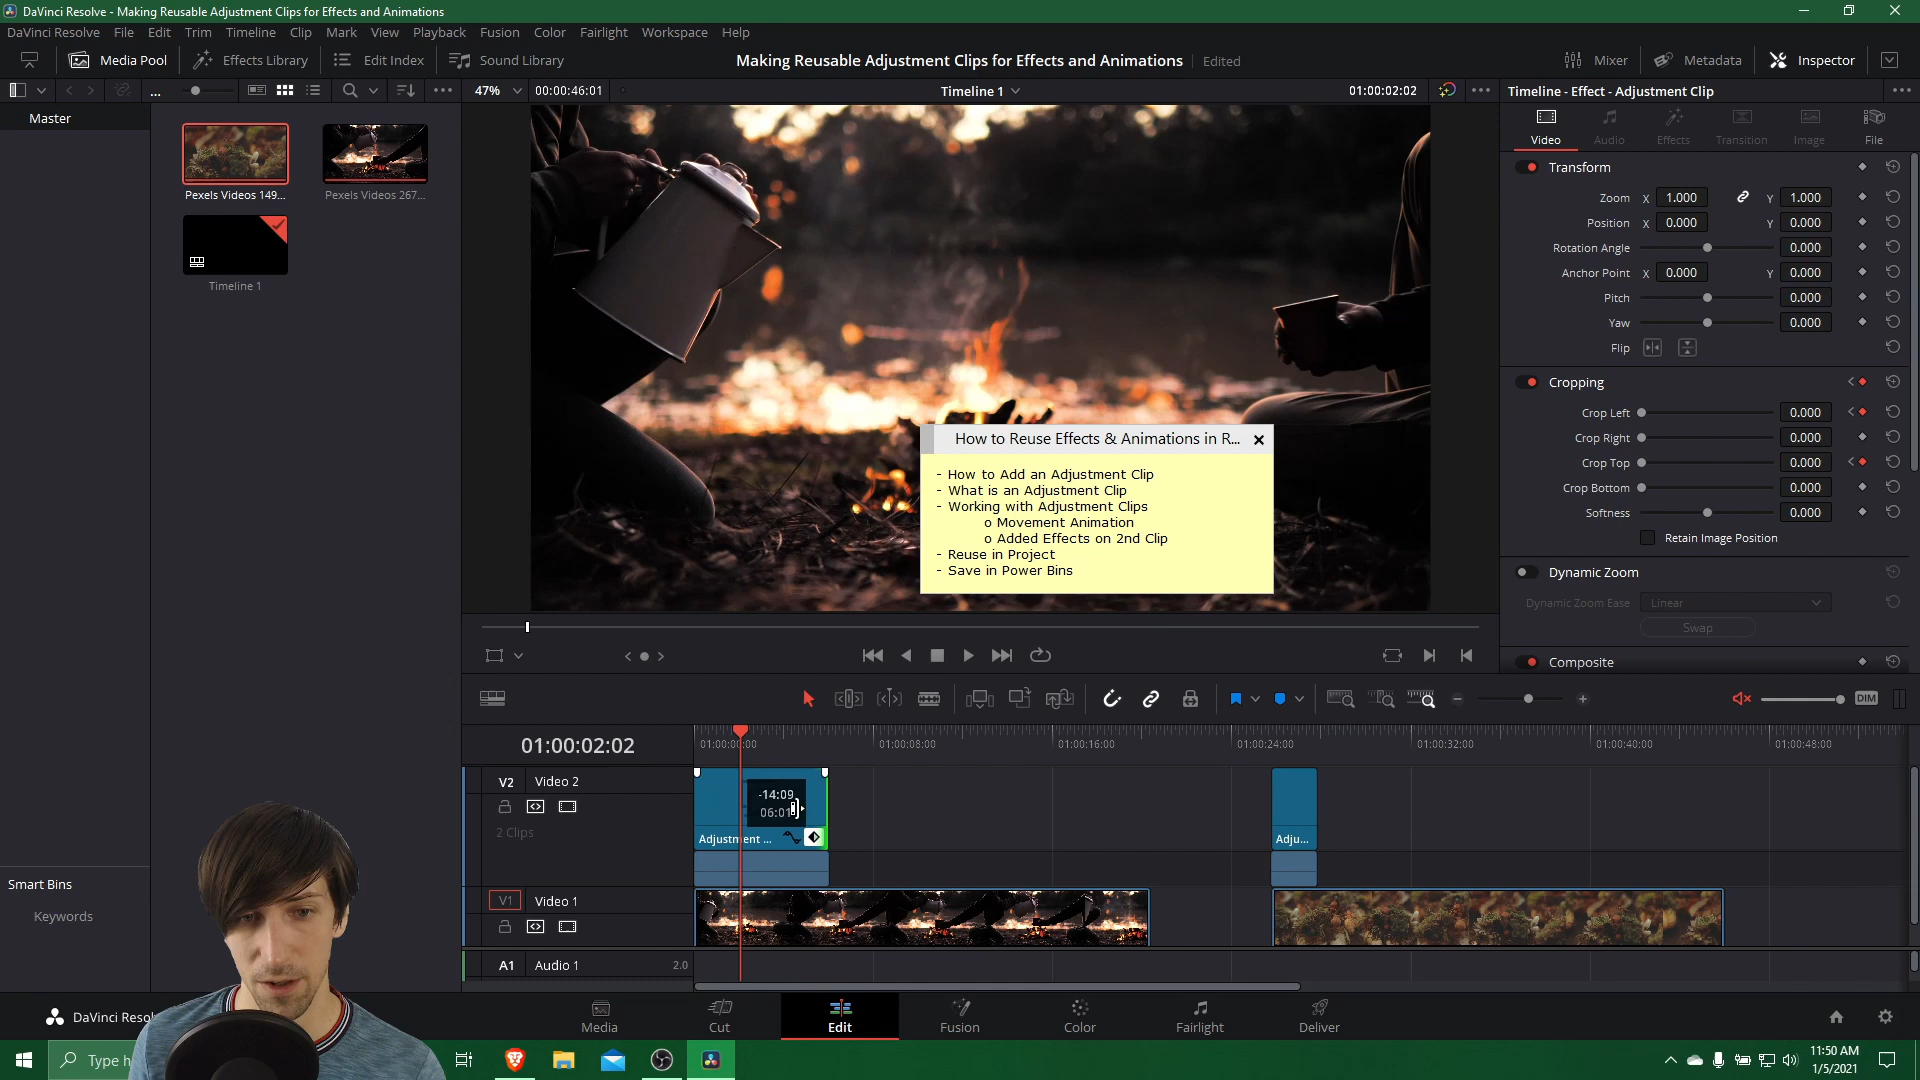 DaVinci Resolve - Making Reusable Adjustment Clips for Effects and Animations
DaVinci Resolve File Edit Trim Timeline Clip Mark View Playback Fusion Color Fairlight Workspace Help
Media Pool Effects Library Edit Index Sound Library Making Reusable Adjustment Clips for Effects and Animations Edited Mixer Metadata Inspector
... 47% 00:00:46:01 Timeline 1 01:00:02:02 Timeline - Effect - Adjustment Clip
Master
Pexels Videos 149...
Pexels Videos 267...
Timeline 1
Smart Bins
Keywords
Video Audio Effects Transition Image File
Transform
Zoom X 1.000 Y 1.000
Position X 0.000 Y 0.000
Rotation Angle 0.000
Anchor Point X 0.000 Y 0.000
Pitch 0.000
Yaw 0.000
Flip
Cropping
Crop Left 0.000
Crop Right 0.000
Crop Top 0.000
Crop Bottom 0.000
Softness 0.000
Retain Image Position
Dynamic Zoom
Dynamic Zoom Ease Linear
Swap
Composite
How to Reuse Effects & Animations in R...
- How to Add an Adjustment Clip
- What is an Adjustment Clip
- Working with Adjustment Clips
o Movement Animation
o Added Effects on 2nd Clip
- Reuse in Project
- Save in Power Bins
DIM
01:00:02:02 01:00:00:00 01:00:08:00 01:00:16:00 01:00:24:00 01:00:32:00 01:00:40:00 01:00:48:00
V2 Video 2
2 Clips
-14:09
06:01
Adjustment ...
Adju...
V1 Video 1
A1 Audio 1 2.0
DaVinci Resol
Media Cut Edit Fusion Color Fairlight Deliver
Type h
11:50 AM
1/5/2021